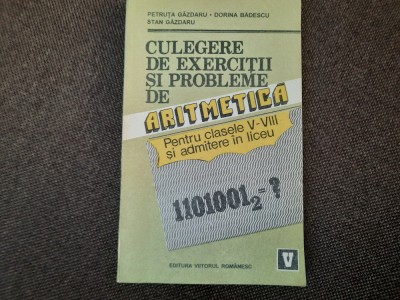 PETRUȚA GĂZDARU • DORINA BĂDESCU
STAN GĂZDARU
CULEGERE
DE EXERCIȚII
ȘI PROBLEME
DE
ARITMETICA
Pentru clasele V-VIII
și admitere în liceu
1101001₂=?
EDITURA VIITORUL ROMÂNESC
V